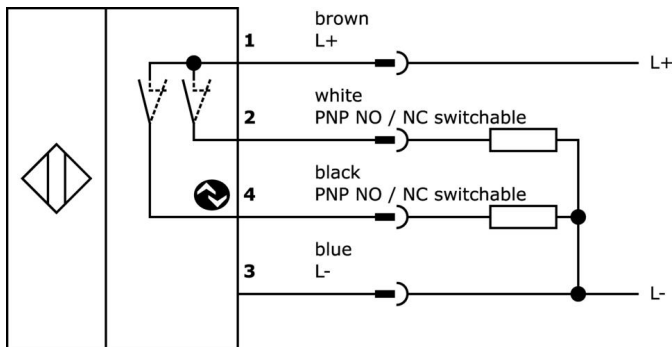 brown
1 L+
L+
white
2 PNP NO / NC switchable
black
4 PNP NO / NC switchable
blue
3 L-
L-